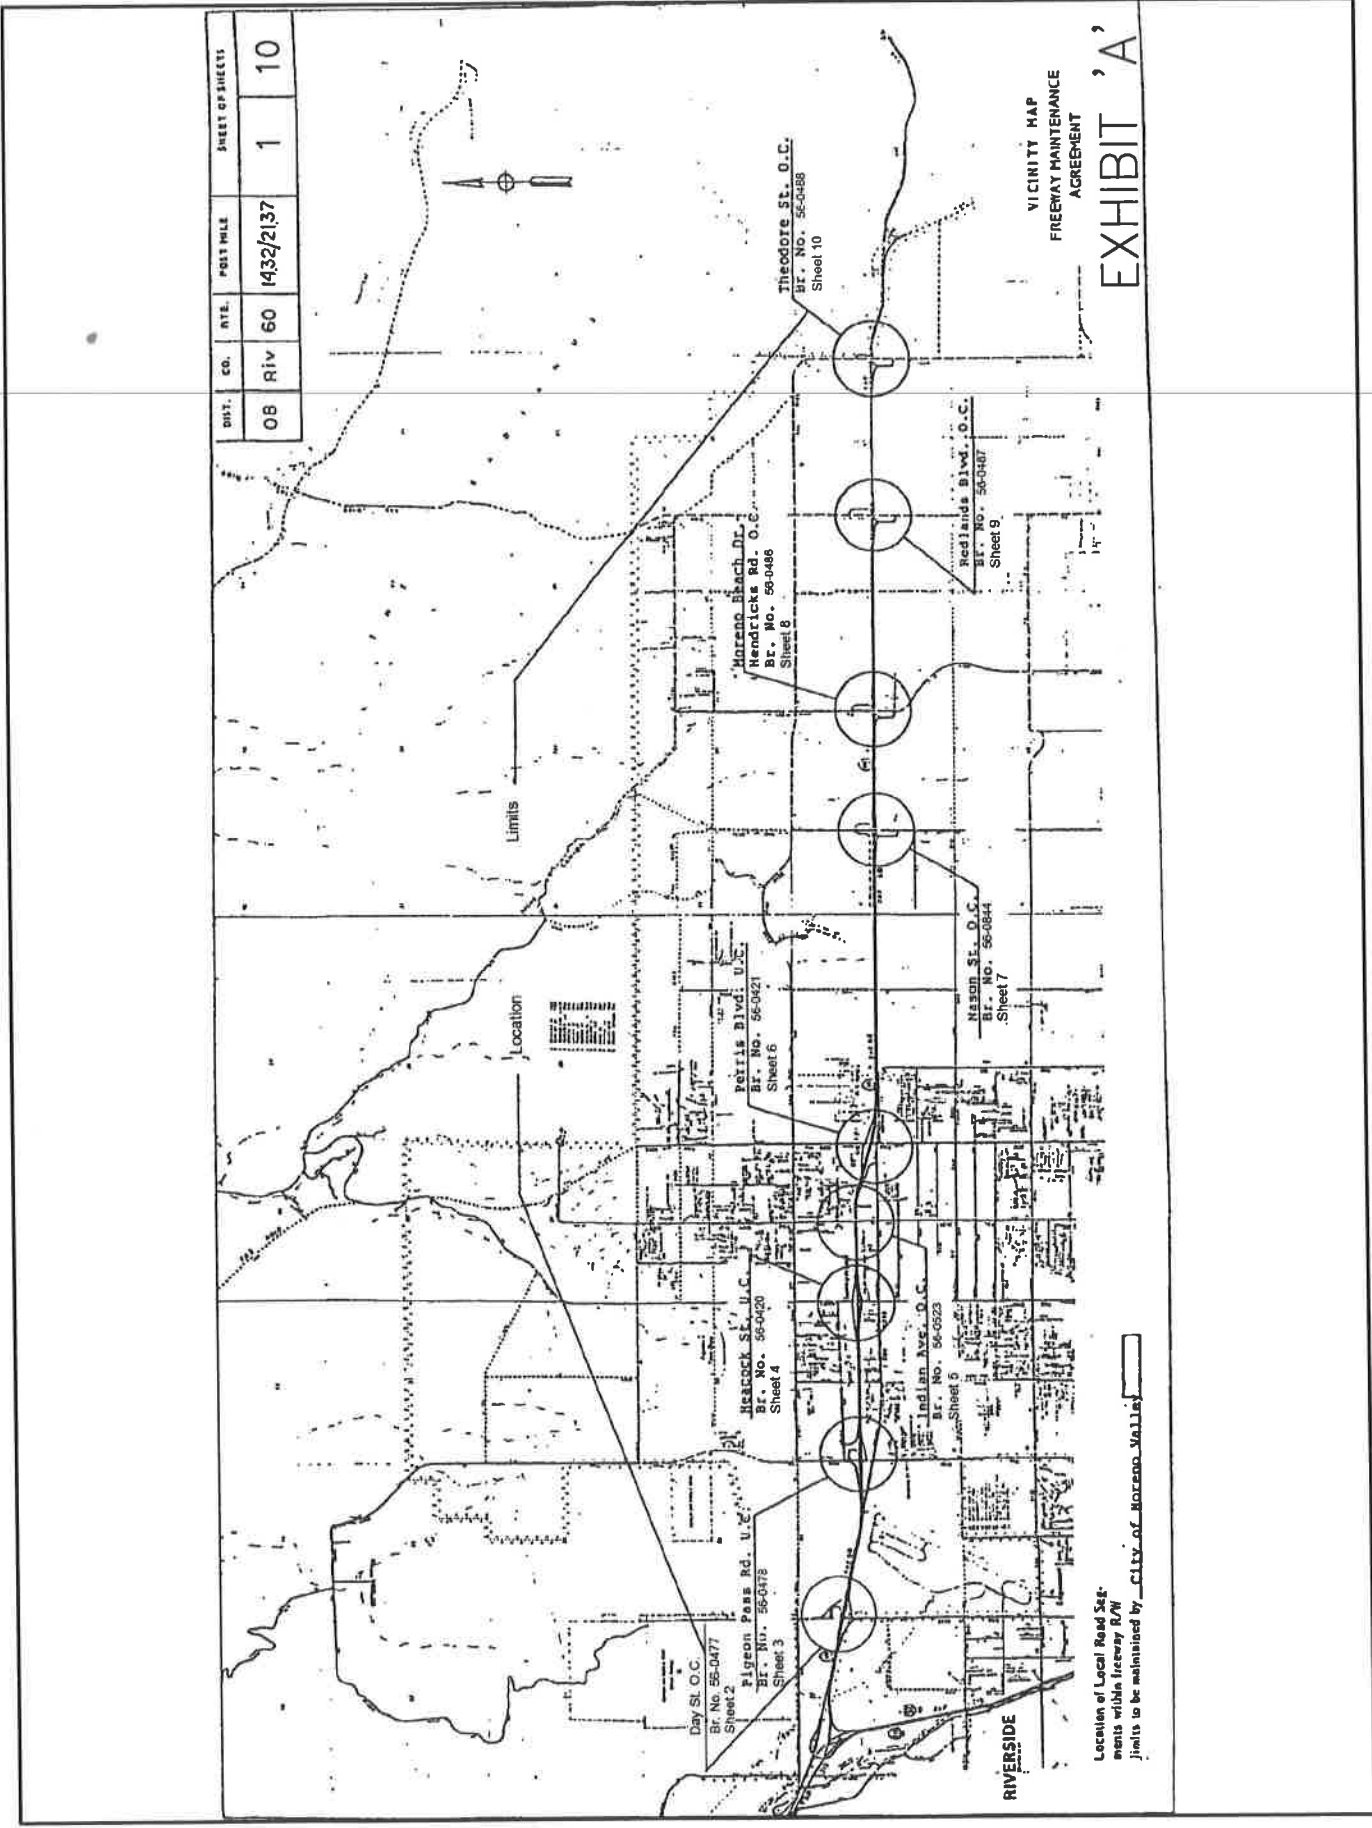 DIST. CO. RTE. POST MILE SHEET OF SHEETS
08 Riv 60 14.32/21.37 1 10
Limits
Location
Theodore St. O.C.
Br. No. 56-0488
Sheet 10
Redlands Blvd. O.C.
Br. No. 56-0487
Sheet 9
Moreno Beach Dr.
Hendricks Rd. O.C.
Br. No. 56-0486
Sheet 8
Nason St. O.C.
Br. No. 56-0844
Sheet 7
Perris Blvd. U.C.
Br. No. 56-0421
Sheet 6
Indian Ave. O.C.
Br. No. 56-0523
Sheet 5
Heacock St. U.C.
Br. No. 56-0420
Sheet 4
Pigeon Pass Rd. U.C.
Br. No. 56-0478
Sheet 3
Day St. O.C.
Br. No. 56-0477
Sheet 2
RIVERSIDE
Location of Local Road Seg-
ments within freeway R/W
limits to be maintained by City of Moreno Valley
VICINITY MAP
FREEWAY MAINTENANCE
AGREEMENT
EXHIBIT 'A'